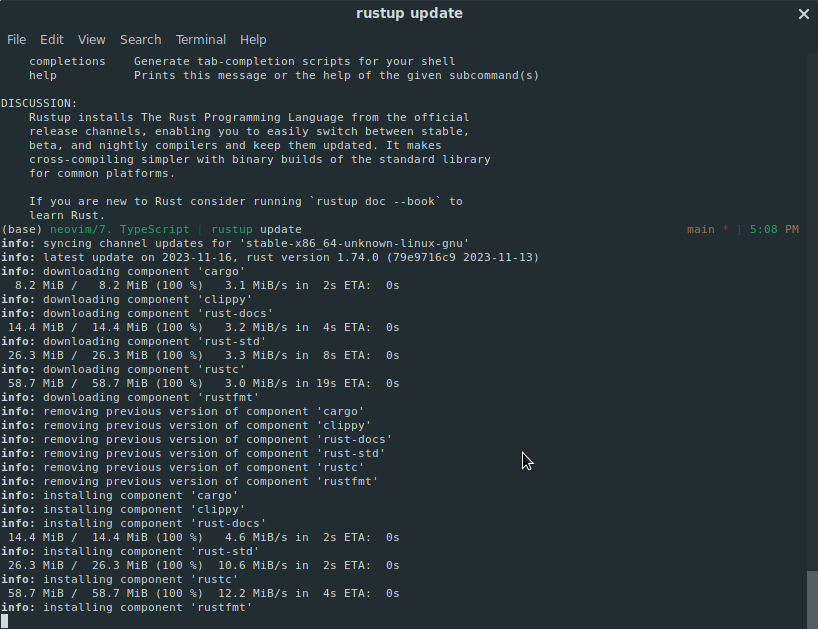 rustup update
File Edit View Search Terminal Help
    completions    Generate tab-completion scripts for your shell
    help           Prints this message or the help of the given subcommand(s)
DISCUSSION:
    Rustup installs The Rust Programming Language from the official
    release channels, enabling you to easily switch between stable,
    beta, and nightly compilers and keep them updated. It makes
    cross-compiling simpler with binary builds of the standard library
    for common platforms.
    If you are new to Rust consider running `rustup doc --book` to
    learn Rust.
(base) neovim/7. TypeScript | rustup update main * | 5:08 PM
info: syncing channel updates for 'stable-x86_64-unknown-linux-gnu'
info: latest update on 2023-11-16, rust version 1.74.0 (79e9716c9 2023-11-13)
info: downloading component 'cargo'
  8.2 MiB /   8.2 MiB (100 %)   3.1 MiB/s in  2s ETA:  0s
info: downloading component 'clippy'
info: downloading component 'rust-docs'
 14.4 MiB /  14.4 MiB (100 %)   3.2 MiB/s in  4s ETA:  0s
info: downloading component 'rust-std'
 26.3 MiB /  26.3 MiB (100 %)   3.3 MiB/s in  8s ETA:  0s
info: downloading component 'rustc'
 58.7 MiB /  58.7 MiB (100 %)   3.0 MiB/s in 19s ETA:  0s
info: downloading component 'rustfmt'
info: removing previous version of component 'cargo'
info: removing previous version of component 'clippy'
info: removing previous version of component 'rust-docs'
info: removing previous version of component 'rust-std'
info: removing previous version of component 'rustc'
info: removing previous version of component 'rustfmt'
info: installing component 'cargo'
info: installing component 'clippy'
info: installing component 'rust-docs'
 14.4 MiB /  14.4 MiB (100 %)   4.6 MiB/s in  2s ETA:  0s
info: installing component 'rust-std'
 26.3 MiB /  26.3 MiB (100 %)  10.6 MiB/s in  2s ETA:  0s
info: installing component 'rustc'
 58.7 MiB /  58.7 MiB (100 %)  12.2 MiB/s in  4s ETA:  0s
info: installing component 'rustfmt'